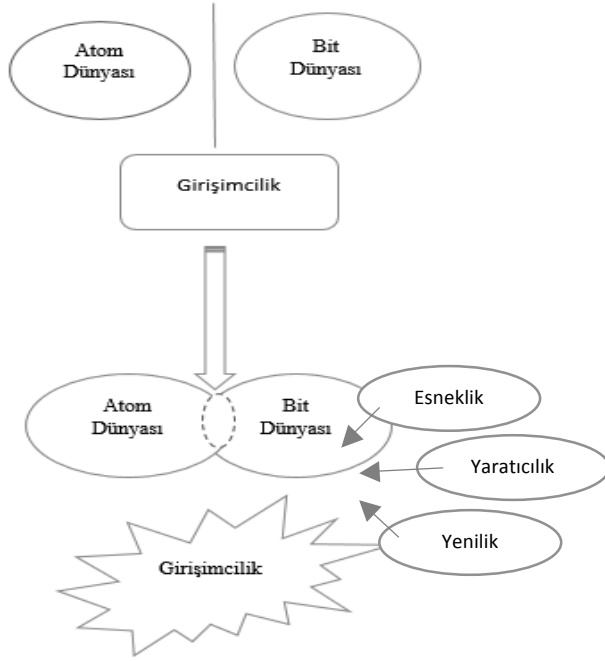 Atom
Dünyası
Bit
Dünyası
Girişimcilik
Atom
Dünyası
Bit
Dünyası
Esneklik
Yaratıcılık
Yenilik
Girişimcilik